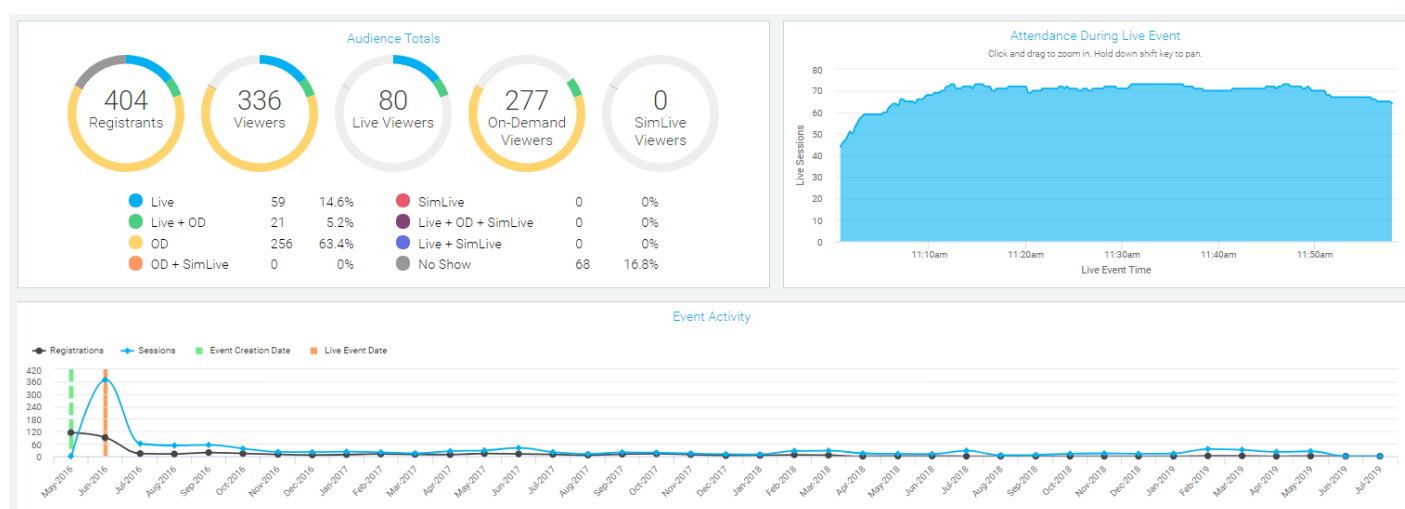 Audience Totals
404
Registrants
336
Viewers
80
Live Viewers
277
On-Demand
Viewers
0
SimLive
Viewers
Live 59 14.6%
Live + OD 21 5.2%
OD 256 63.4%
OD + SimLive 0 0%
SimLive 0 0%
Live + OD + SimLive 0 0%
Live + SimLive 0 0%
No Show 68 16.8%
Attendance During Live Event
Click and drag to zoom in. Hold down shift key to pan.
Live Sessions
80
70
60
50
40
30
20
10
0
11:10am 11:20am 11:30am 11:40am 11:50am
Live Event Time
Event Activity
Registrations Sessions Event Creation Date Live Event Date
420
360
300
240
180
120
60
0
May-2016 Jun-2016 Jul-2016 Aug-2016 Sep-2016 Oct-2016 Nov-2016 Dec-2016 Jan-2017 Feb-2017 Mar-2017 Apr-2017 May-2017 Jun-2017 Jul-2017 Aug-2017 Sep-2017 Oct-2017 Nov-2017 Dec-2017 Jan-2018 Feb-2018 Mar-2018 Apr-2018 May-2018 Jun-2018 Jul-2018 Aug-2018 Sep-2018 Oct-2018 Nov-2018 Dec-2018 Jan-2019 Feb-2019 Mar-2019 Apr-2019 May-2019 Jun-2019 Jul-2019